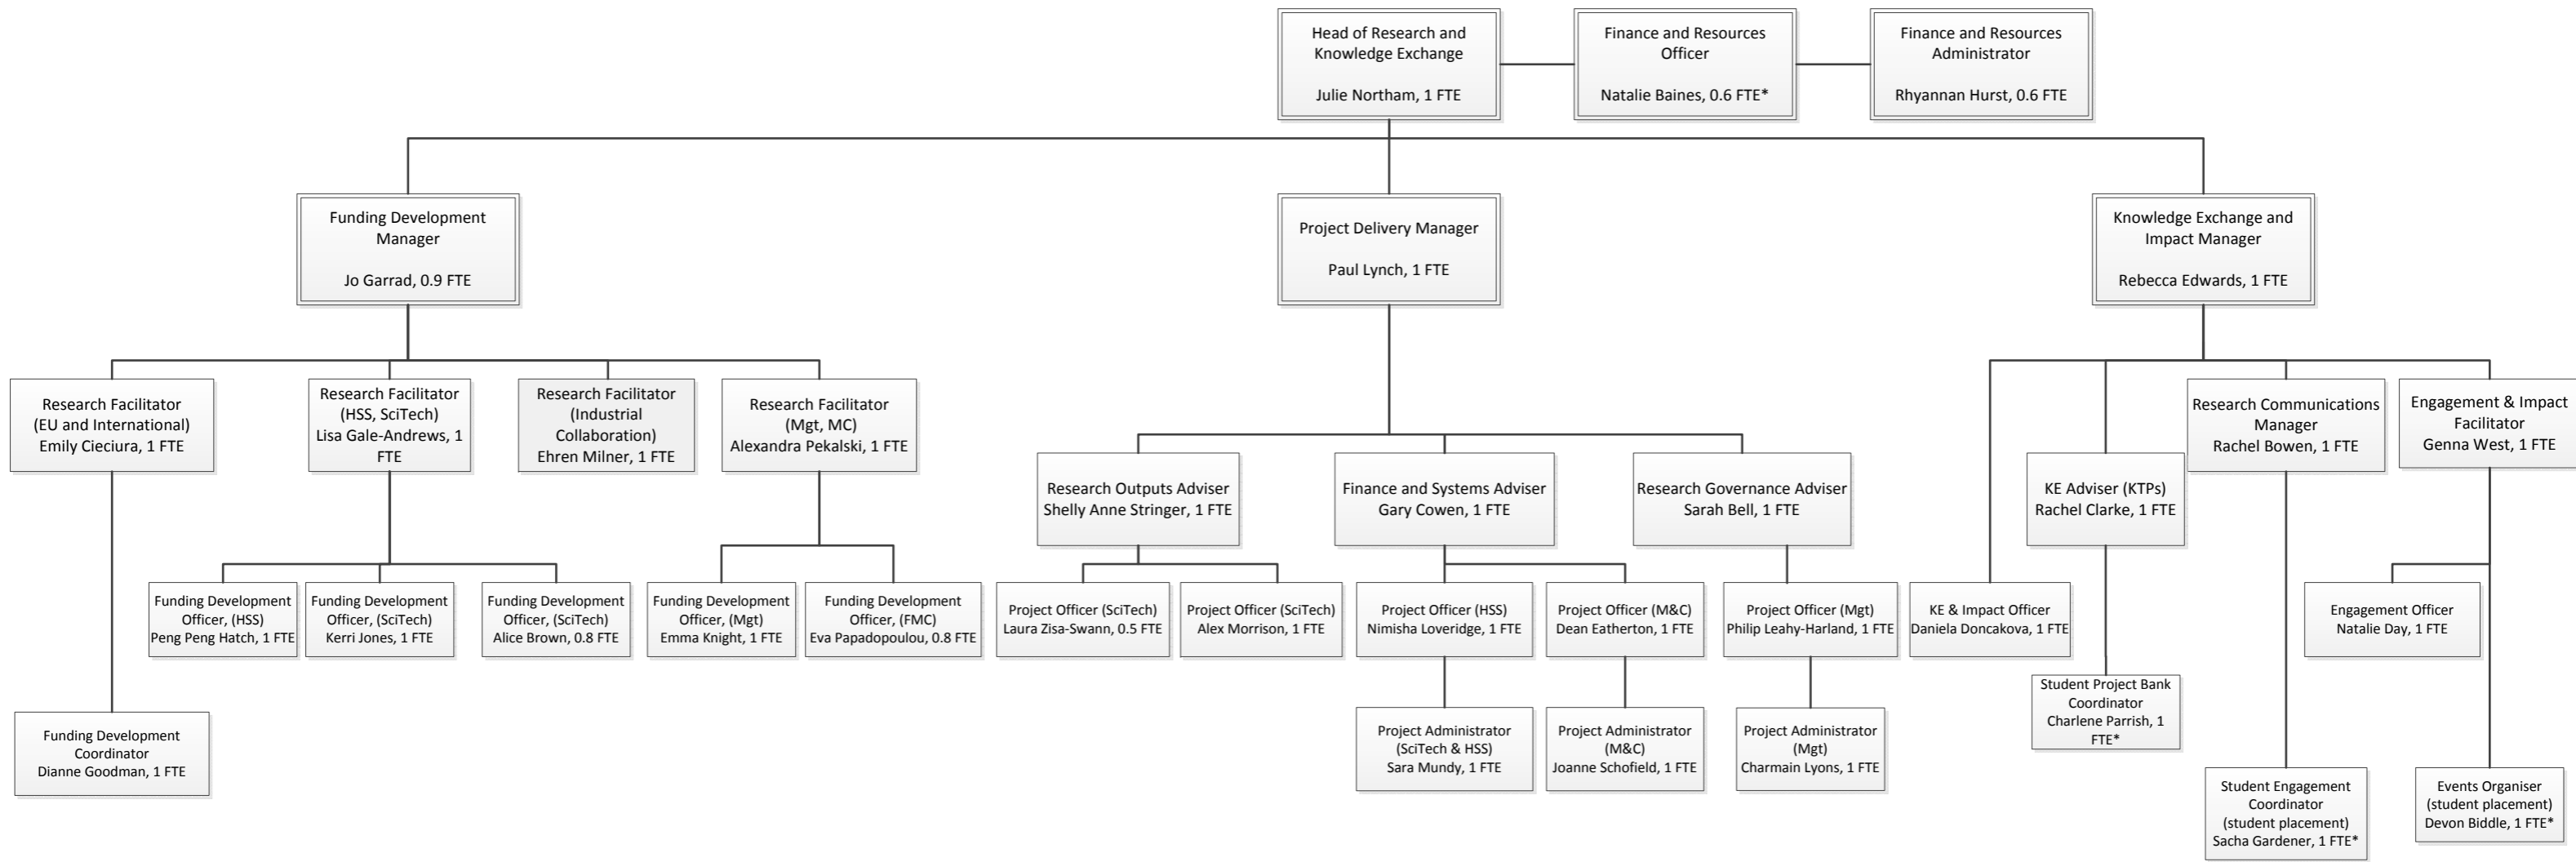 Head of Research and
Knowledge Exchange
Julie Northam, 1 FTE
Finance and Resources
Officer
Natalie Baines, 0.6 FTE*
Finance and Resources
Administrator
Rhyannan Hurst, 0.6 FTE
Funding Development
Manager
Jo Garrad, 0.9 FTE
Project Delivery Manager
Paul Lynch, 1 FTE
Knowledge Exchange and
Impact Manager
Rebecca Edwards, 1 FTE
Research Facilitator
(EU and International)
Emily Cieciura, 1 FTE
Research Facilitator
(HSS, SciTech)
Lisa Gale-Andrews, 1
FTE
Research Facilitator
(Industrial
Collaboration)
Ehren Milner, 1 FTE
Research Facilitator
(Mgt, MC)
Alexandra Pekalski, 1 FTE
Research Outputs Adviser
Shelly Anne Stringer, 1 FTE
Finance and Systems Adviser
Gary Cowen, 1 FTE
Research Governance Adviser
Sarah Bell, 1 FTE
KE Adviser (KTPs)
Rachel Clarke, 1 FTE
Research Communications
Manager
Rachel Bowen, 1 FTE
Engagement & Impact
Facilitator
Genna West, 1 FTE
Funding Development
Officer, (HSS)
Peng Peng Hatch, 1 FTE
Funding Development
Officer, (SciTech)
Kerri Jones, 1 FTE
Funding Development
Officer, (SciTech)
Alice Brown, 0.8 FTE
Funding Development
Officer, (Mgt)
Emma Knight, 1 FTE
Funding Development
Officer, (FMC)
Eva Papadopoulou, 0.8 FTE
Project Officer (SciTech)
Laura Zisa-Swann, 0.5 FTE
Project Officer (SciTech)
Alex Morrison, 1 FTE
Project Officer (HSS)
Nimisha Loveridge, 1 FTE
Project Officer (M&C)
Dean Eatherton, 1 FTE
Project Officer (Mgt)
Philip Leahy-Harland, 1 FTE
KE & Impact Officer
Daniela Doncakova, 1 FTE
Engagement Officer
Natalie Day, 1 FTE
Funding Development
Coordinator
Dianne Goodman, 1 FTE
Project Administrator
(SciTech & HSS)
Sara Mundy, 1 FTE
Project Administrator
(M&C)
Joanne Schofield, 1 FTE
Project Administrator
(Mgt)
Charmain Lyons, 1 FTE
Student Project Bank
Coordinator
Charlene Parrish, 1
FTE*
Student Engagement
Coordinator
(student placement)
Sacha Gardener, 1 FTE*
Events Organiser
(student placement)
Devon Biddle, 1 FTE*